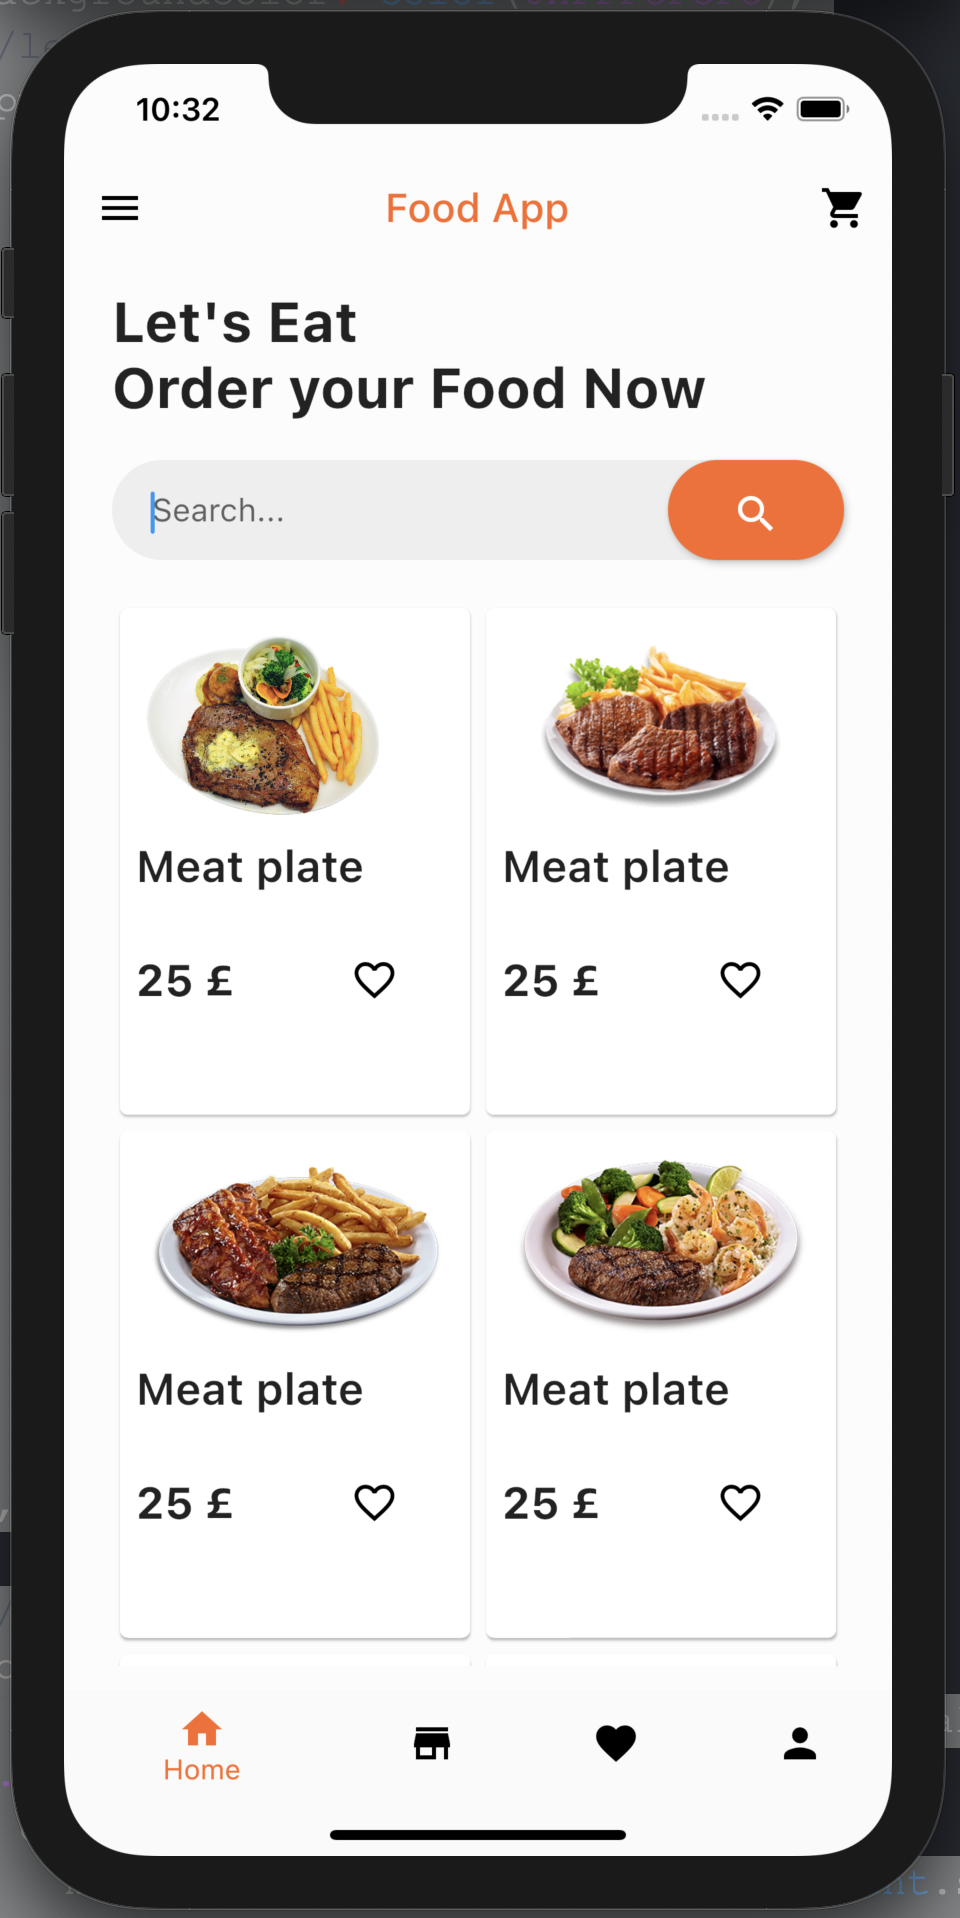 10:32
Food App
Let's Eat
Order your Food Now
Search...
Meat plate
Meat plate
25 £
25 £
Meat plate
Meat plate
25 £
25 £
Home